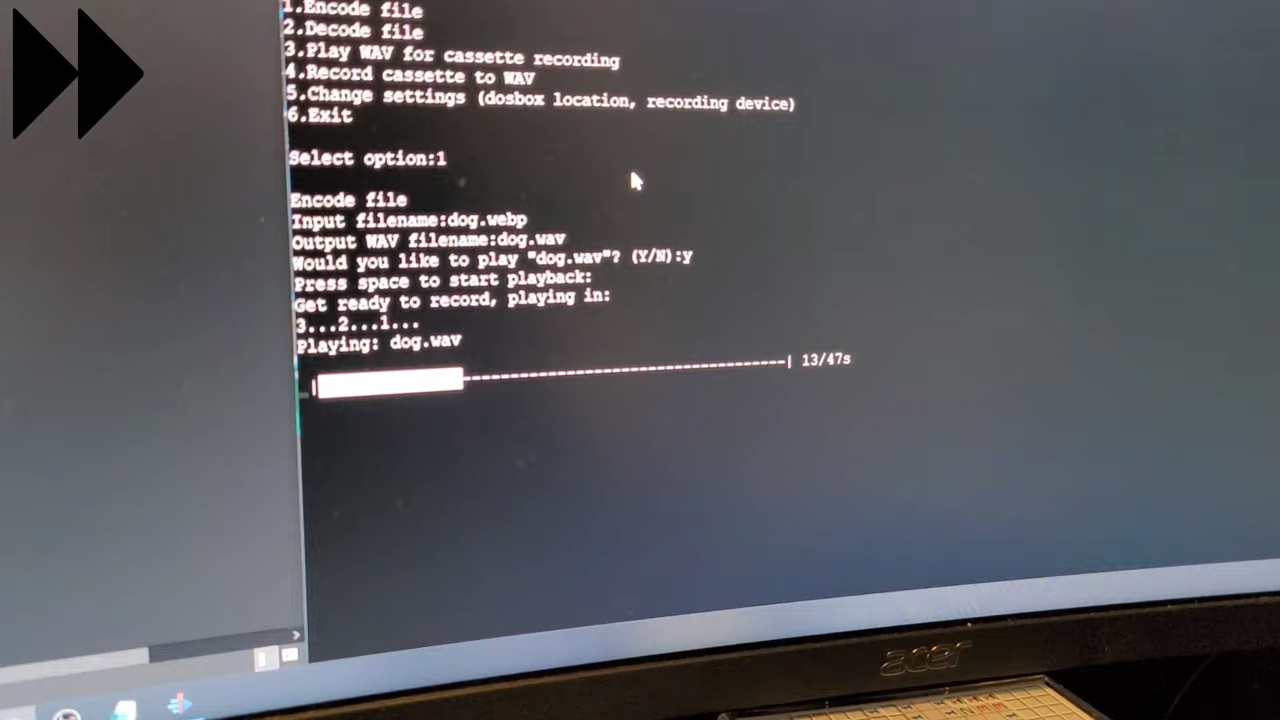 1.Encode file
2.Decode file
3.Play WAV for cassette recording
4.Record cassette to WAV
5.Change settings (dosbox location, recording device)
6.Exit
Select option:1
Encode file
Input filename:dog.webp
Output WAV filename:dog.wav
Would you like to play "dog.wav"? (Y/N):y
Press space to start playback:
Get ready to record, playing in:
3...2...1...
Playing: dog.wav
13/47s
acer